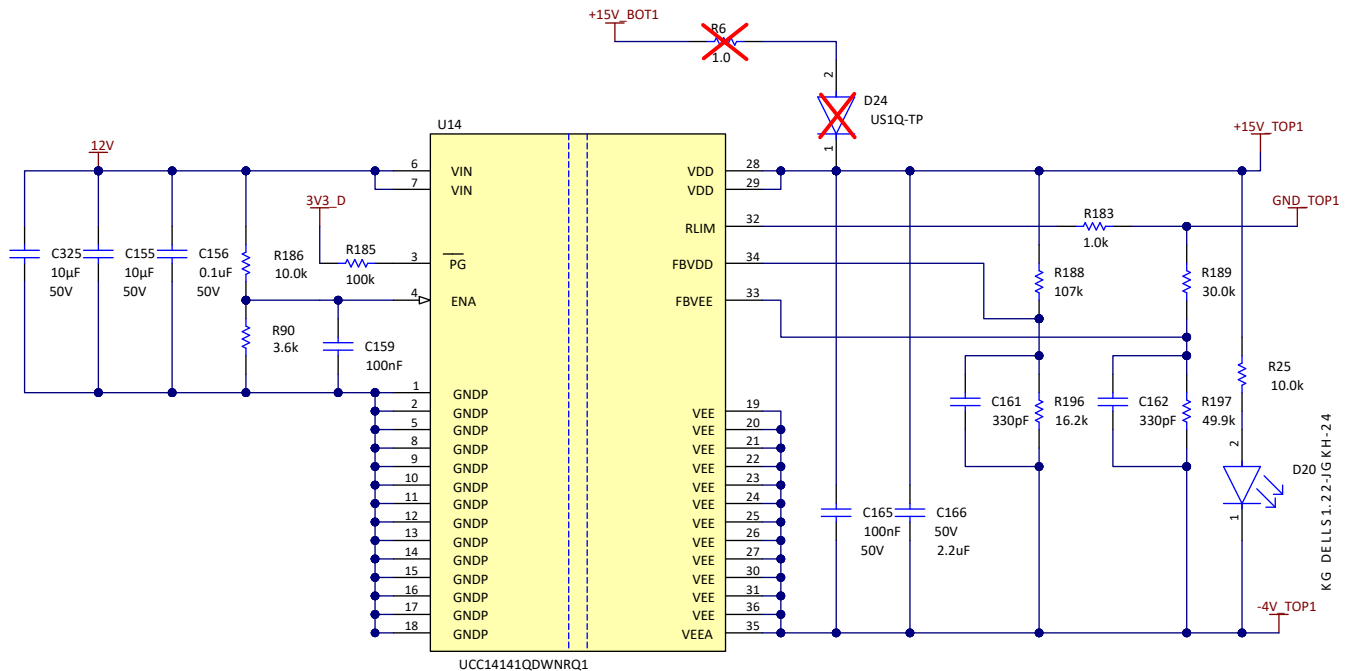 +15V_BOT1
R6
1.0
2
D24
US1Q-TP
1
+15V_TOP1
12V
U14
6 VIN
7 VIN
VDD 28
VDD 29
GND_TOP1
3V3_D
R185
100k
3 PG
RLIM 32
R183
1.0k
C325
10µF
50V
C155
10µF
50V
C156
0.1uF
50V
R186
10.0k
FBVDD 34
R188
107k
R189
30.0k
4 ENA
FBVEE 33
R90
3.6k
C159
100nF
R25
10.0k
1 GNDP
2 GNDP
5 GNDP
8 GNDP
9 GNDP
10 GNDP
11 GNDP
12 GNDP
13 GNDP
14 GNDP
15 GNDP
16 GNDP
17 GNDP
18 GNDP
VEE 19
VEE 20
VEE 21
VEE 22
VEE 23
VEE 24
VEE 25
VEE 26
VEE 27
VEE 30
VEE 31
VEE 36
VEEA 35
C161
330pF
R196
16.2k
C162
330pF
R197
49.9k
2
D20
1
KG DELLS1.22-JGKH-24
C165
100nF
50V
C166
50V
2.2uF
-4V_TOP1
UCC14141QDWNRQ1